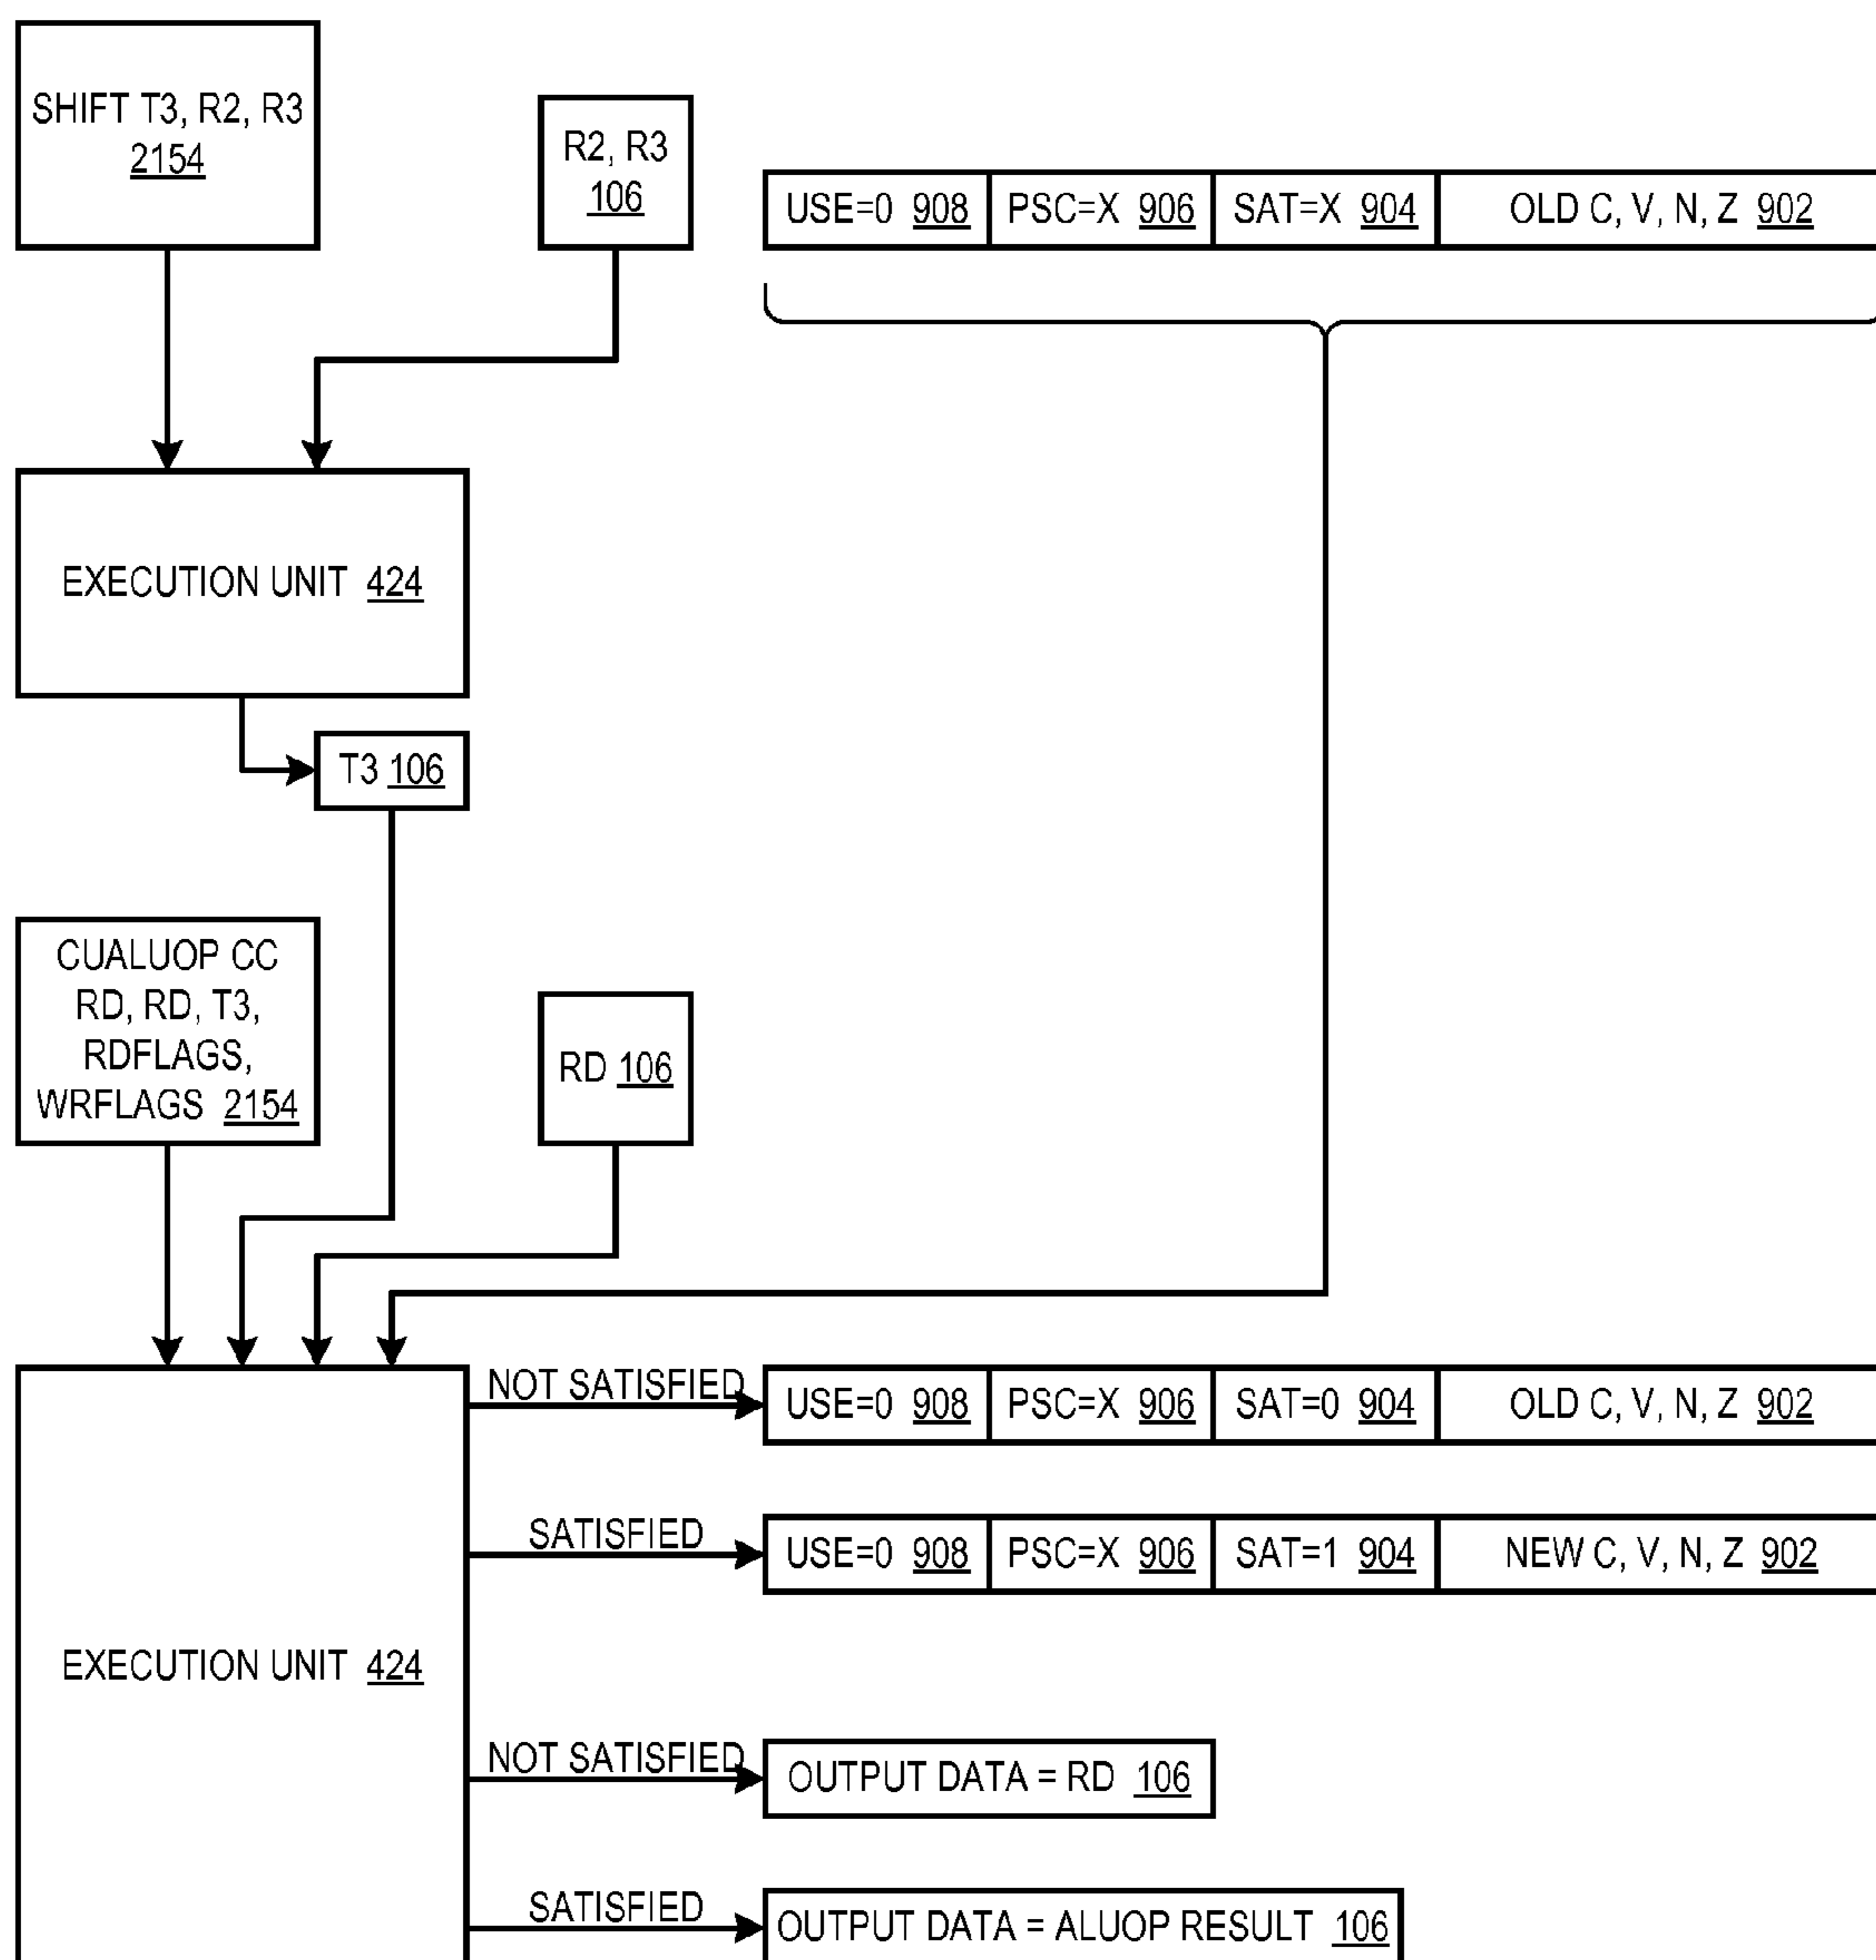 SHIFT T3, R2, R3
2154
R2, R3
106
USE=0 908 PSC=X 906 SAT=X 904 OLD C, V, N, Z 902
EXECUTION UNIT 424
T3 106
CUALUOP CC
RD, RD, T3,
RDFLAGS,
WRFLAGS 2154
RD 106
NOT SATISFIED
USE=0 908 PSC=X 906 SAT=0 904 OLD C, V, N, Z 902
SATISFIED
USE=0 908 PSC=X 906 SAT=1 904 NEW C, V, N, Z 902
EXECUTION UNIT 424
NOT SATISFIED
OUTPUT DATA = RD 106
SATISFIED
OUTPUT DATA = ALUOP RESULT 106